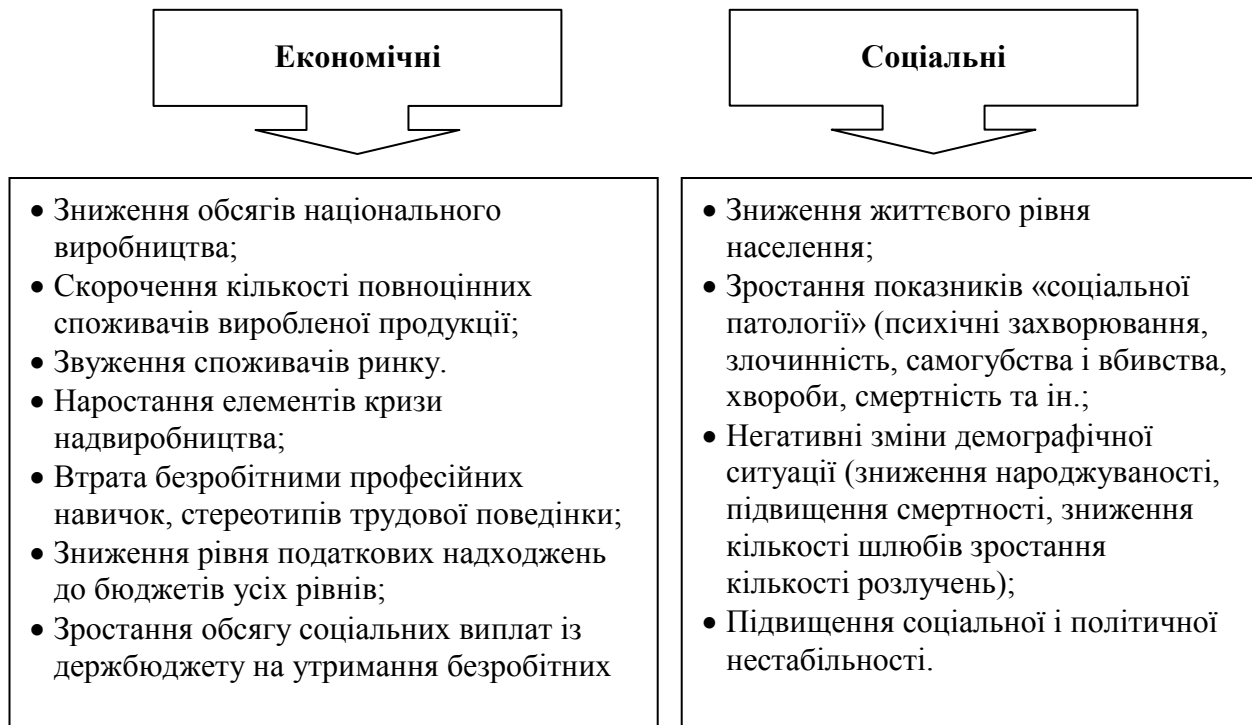 Економічні
Соціальні
• Зниження обсягів національного
виробництва;
• Скорочення кількості повноцінних
споживачів виробленої продукції;
• Звуження споживачів ринку.
• Наростання елементів кризи
надвиробництва;
• Втрата безробітними професійних
навичок, стереотипів трудової поведінки;
• Зниження рівня податкових надходжень
до бюджетів усіх рівнів;
• Зростання обсягу соціальних виплат із
держбюджету на утримання безробітних
• Зниження життєвого рівня
населення;
• Зростання показників «соціальної
патології» (психічні захворювання,
злочинність, самогубства і вбивства,
хвороби, смертність та ін.;
• Негативні зміни демографічної
ситуації (зниження народжуваності,
підвищення смертності, зниження
кількості шлюбів зростання
кількості розлучень);
• Підвищення соціальної і політичної
нестабільності.